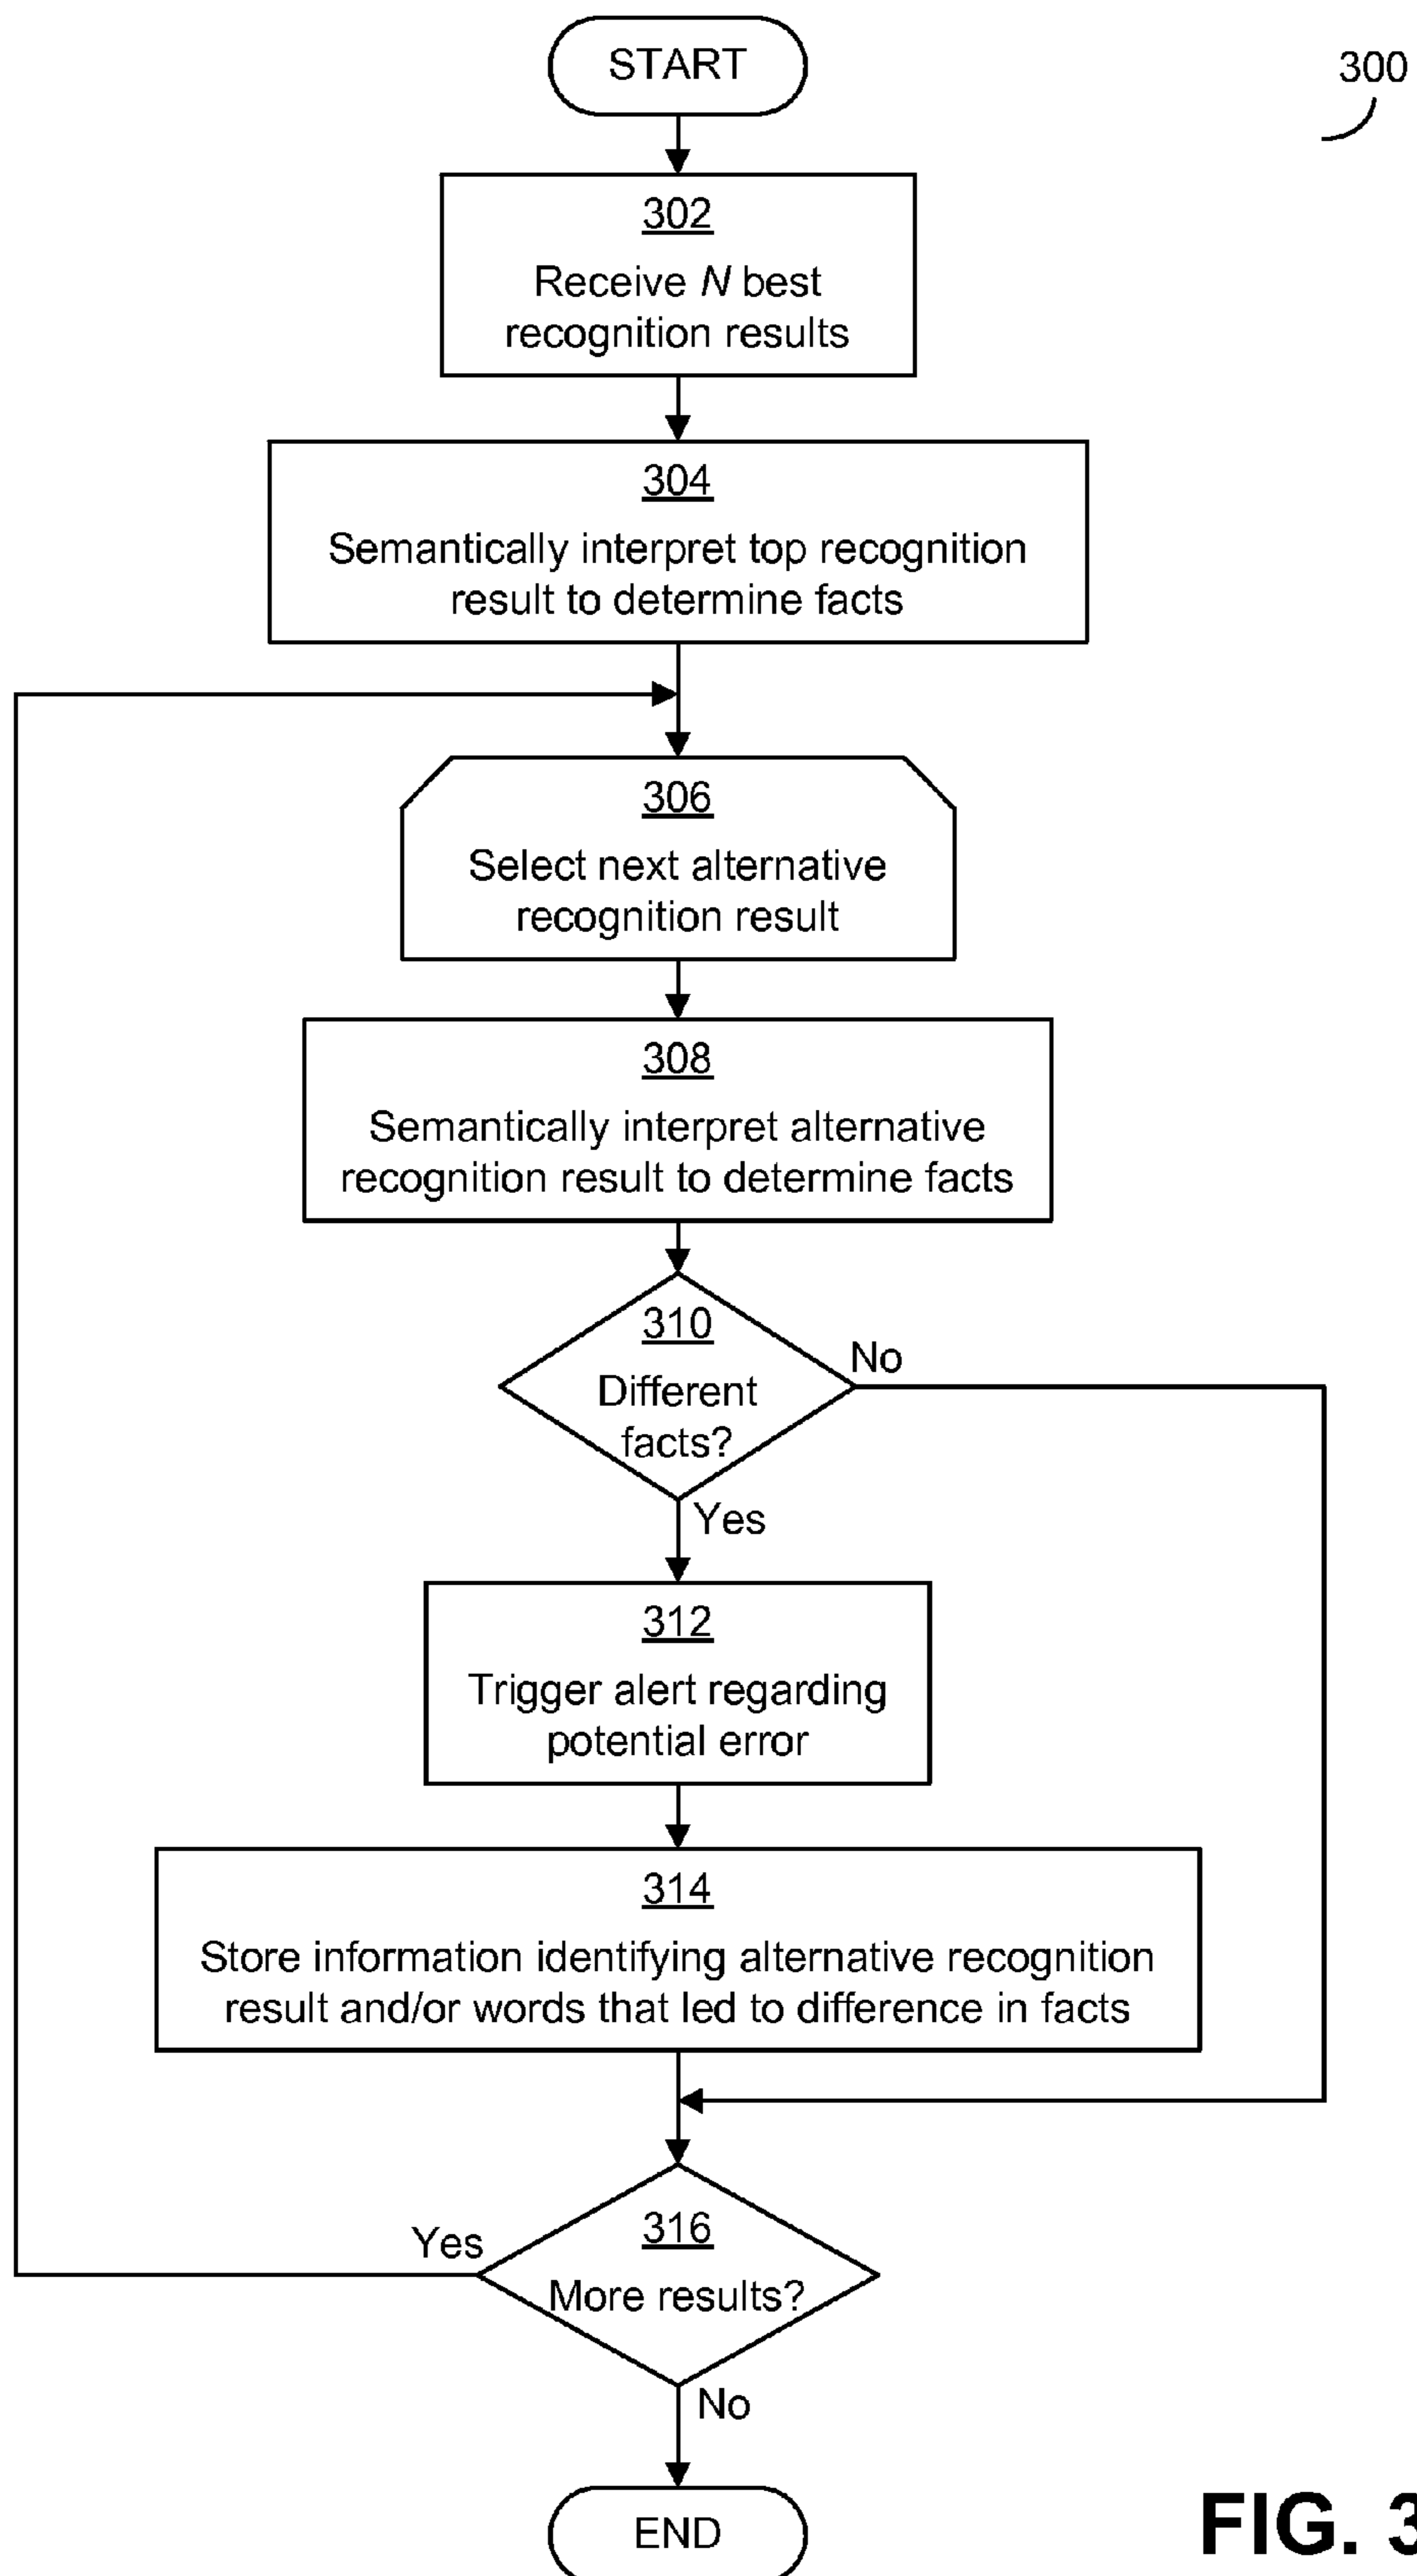 START
300
302
Receive N best
recognition results
304
Semantically interpret top recognition
result to determine facts
306
Select next alternative
recognition result
308
Semantically interpret alternative
recognition result to determine facts
310
Different
facts?
No
Yes
312
Trigger alert regarding
potential error
314
Store information identifying alternative recognition
result and/or words that led to difference in facts
316
More results?
Yes
No
END
FIG. 3